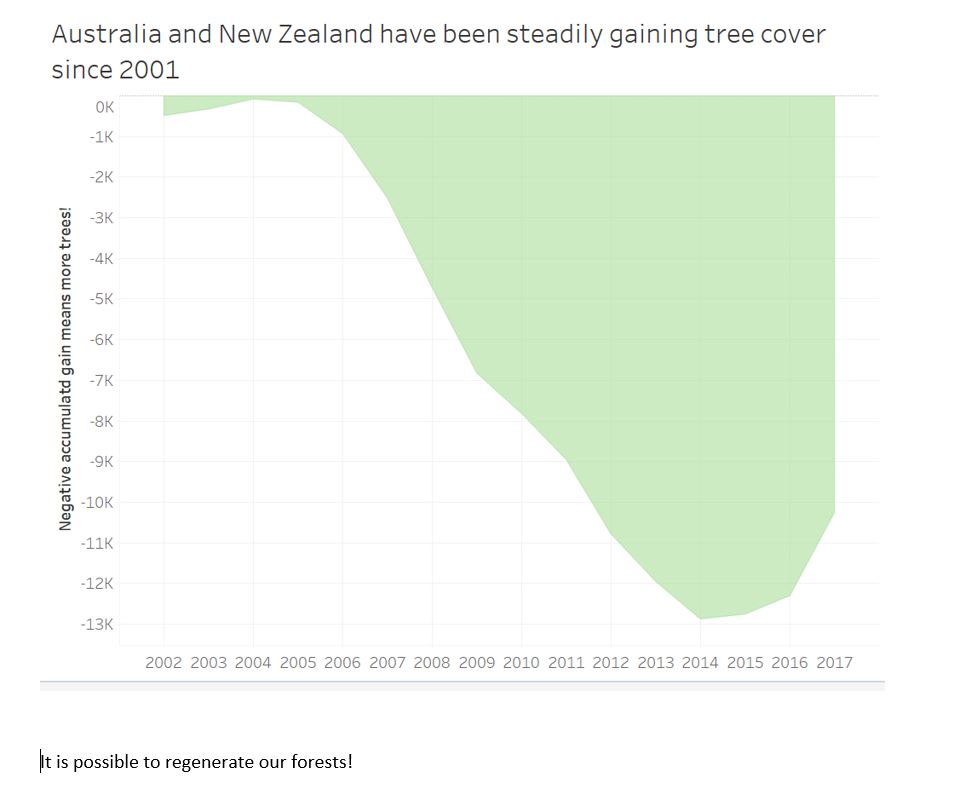 Australia and New Zealand have been steadily gaining tree cover
since 2001
Negative accumulatd gain means more trees!
0K
-1K
-2K
-3K
-4K
-5K
-6K
-7K
-8K
-9K
-10K
-11K
-12K
-13K
2002 2003 2004 2005 2006 2007 2008 2009 2010 2011 2012 2013 2014 2015 2016 2017
It is possible to regenerate our forests!